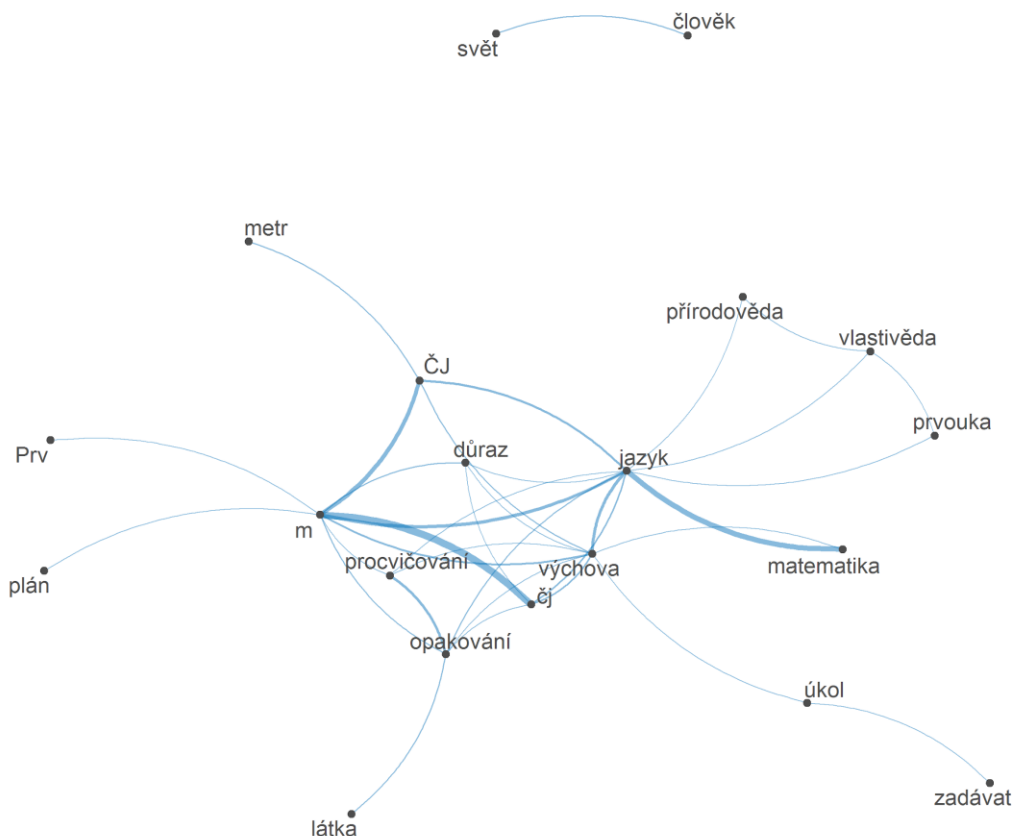 člověk
svět
metr
přírodověda
vlastivěda
ČJ
prvouka
důraz
Prv
jazyk
m
procvičování
výchova
matematika
plán
čj
opakování
úkol
zadávat
látka